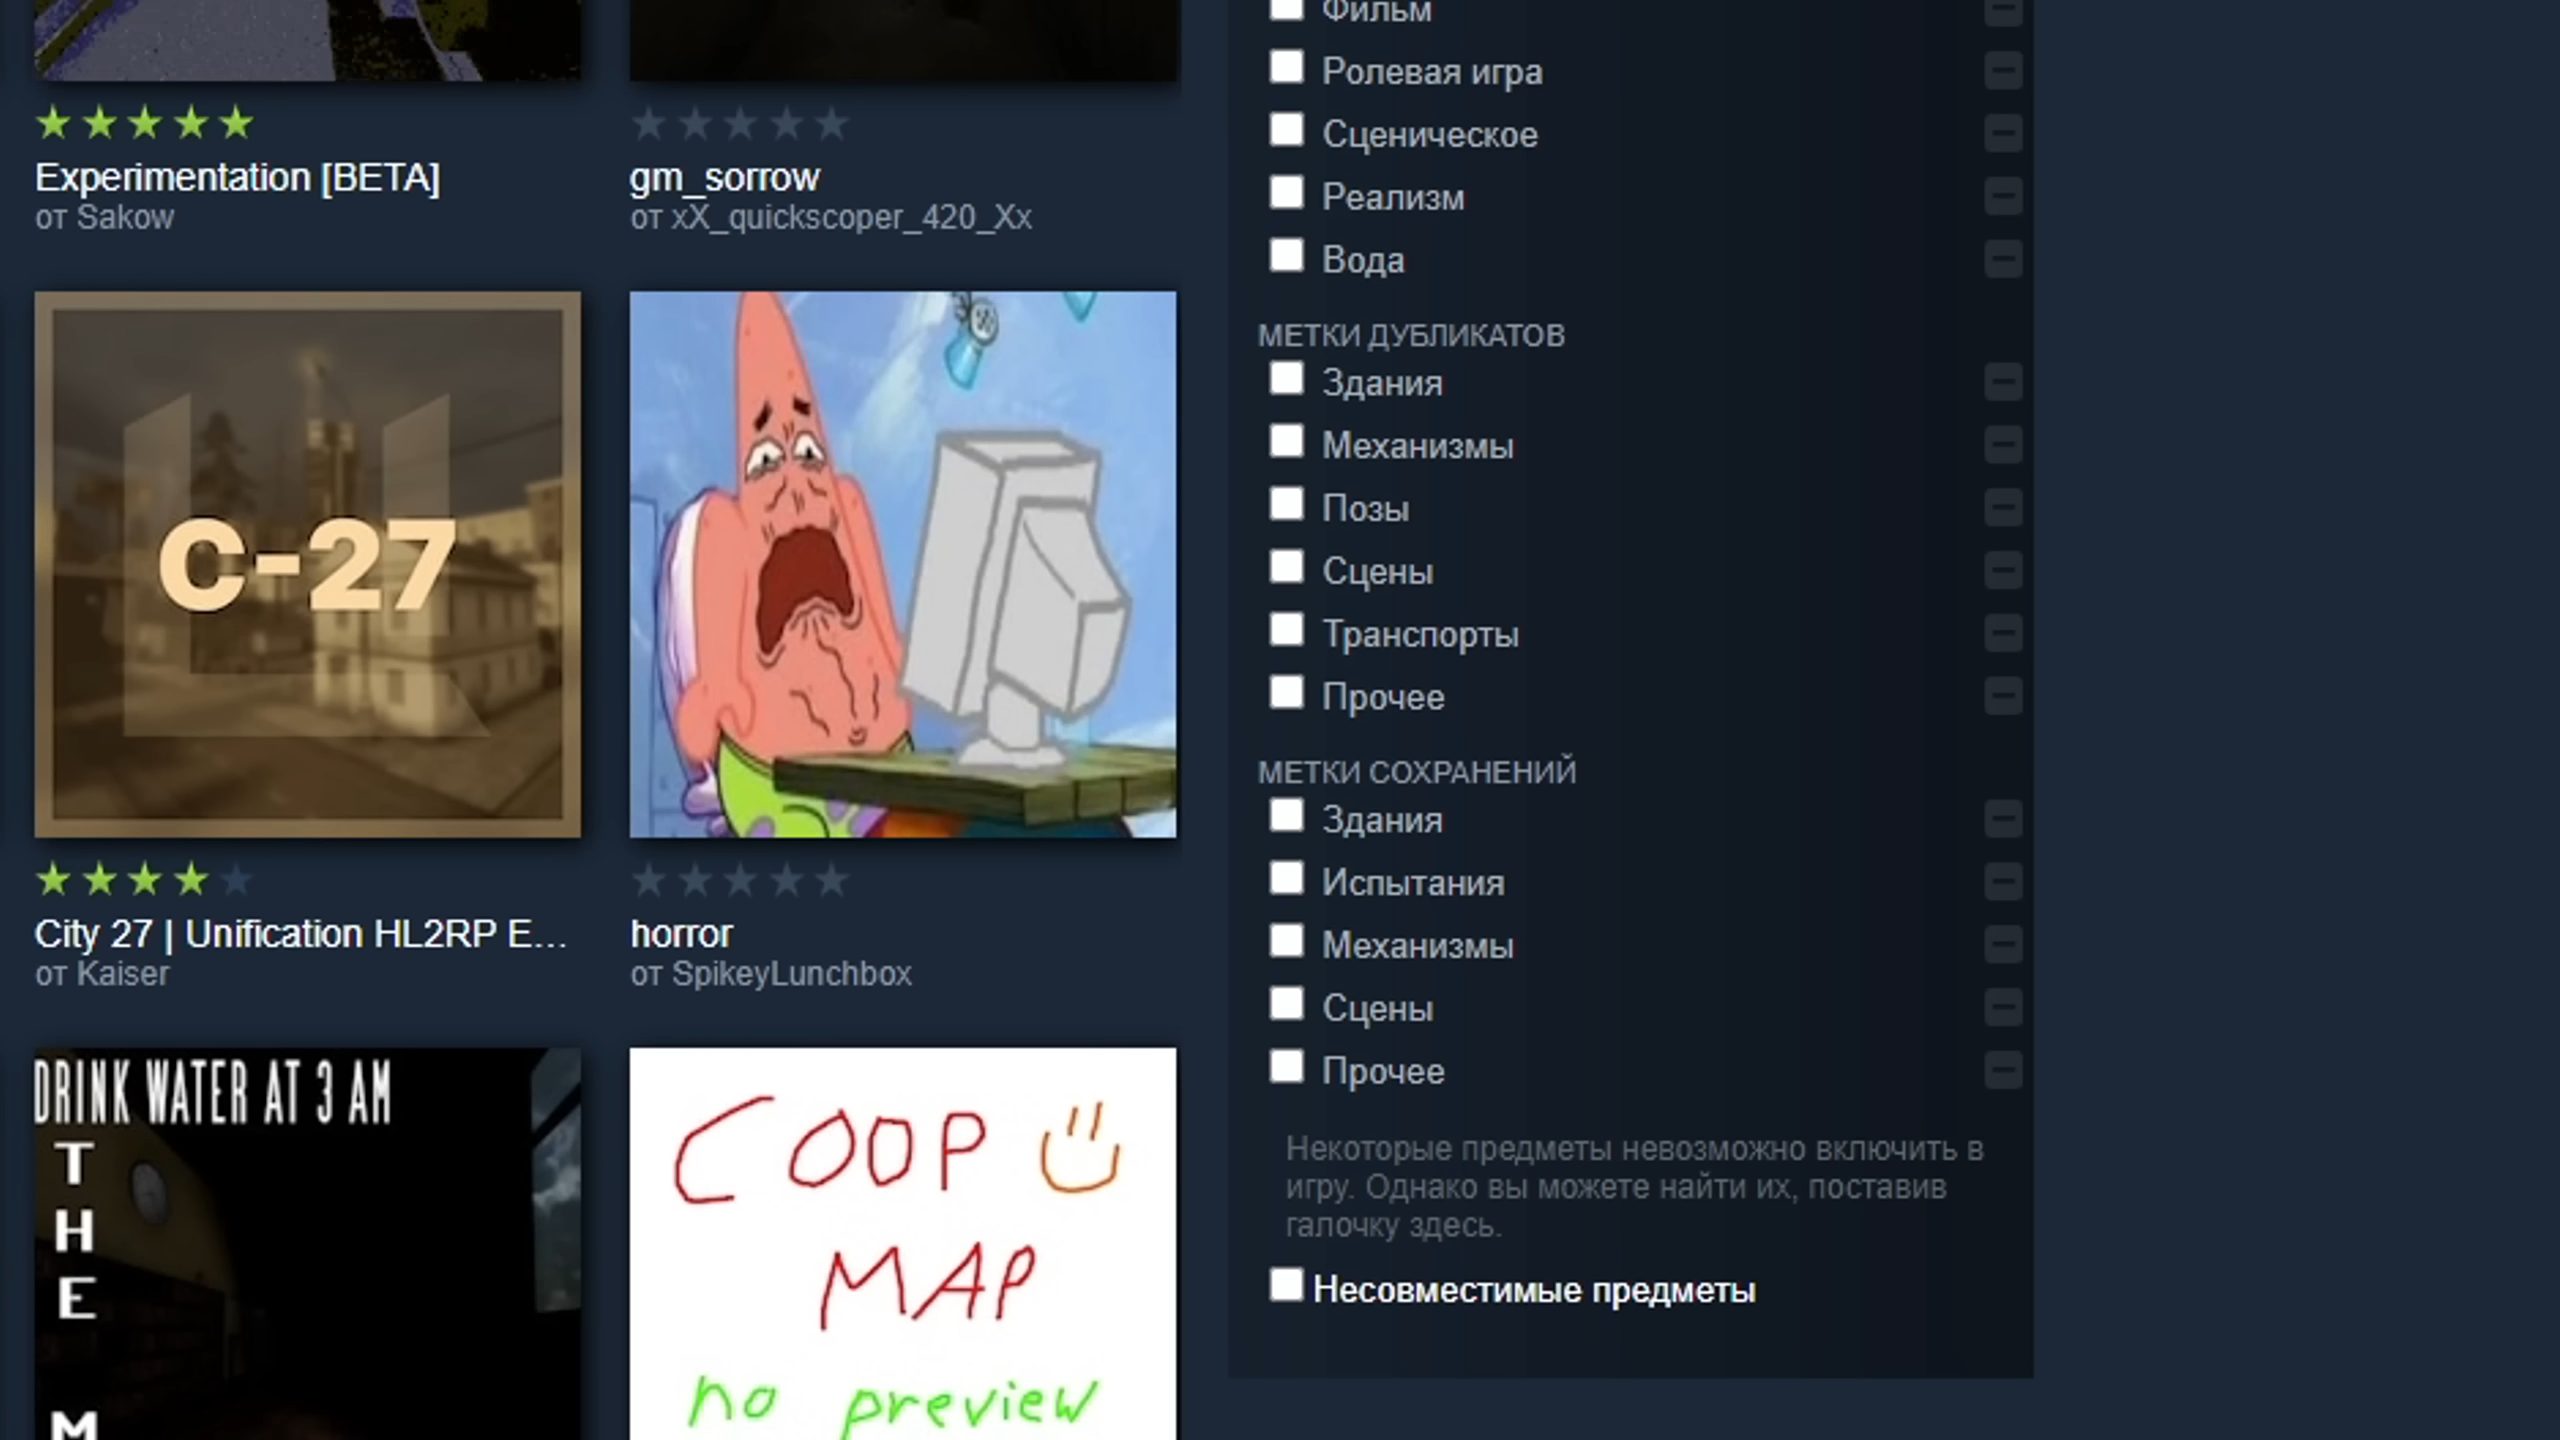 Experimentation [BETA]
от Sakow
gm_sorrow
от xX_quickscoper_420_Xx
C-27
City 27 | Unification HL2RP E...
от Kaiser
horror
от SpikeyLunchbox
DRINK WATER AT 3 AM
T
H
E
M
COOP
MAP
no preview
Фильм
Ролевая игра
Сценическое
Реализм
Вода
МЕТКИ ДУБЛИКАТОВ
Здания
Механизмы
Позы
Сцены
Транспорты
Прочее
МЕТКИ СОХРАНЕНИЙ
Здания
Испытания
Механизмы
Сцены
Прочее
Некоторые предметы невозможно включить в
игру. Однако вы можете найти их, поставив
галочку здесь.
Несовместимые предметы